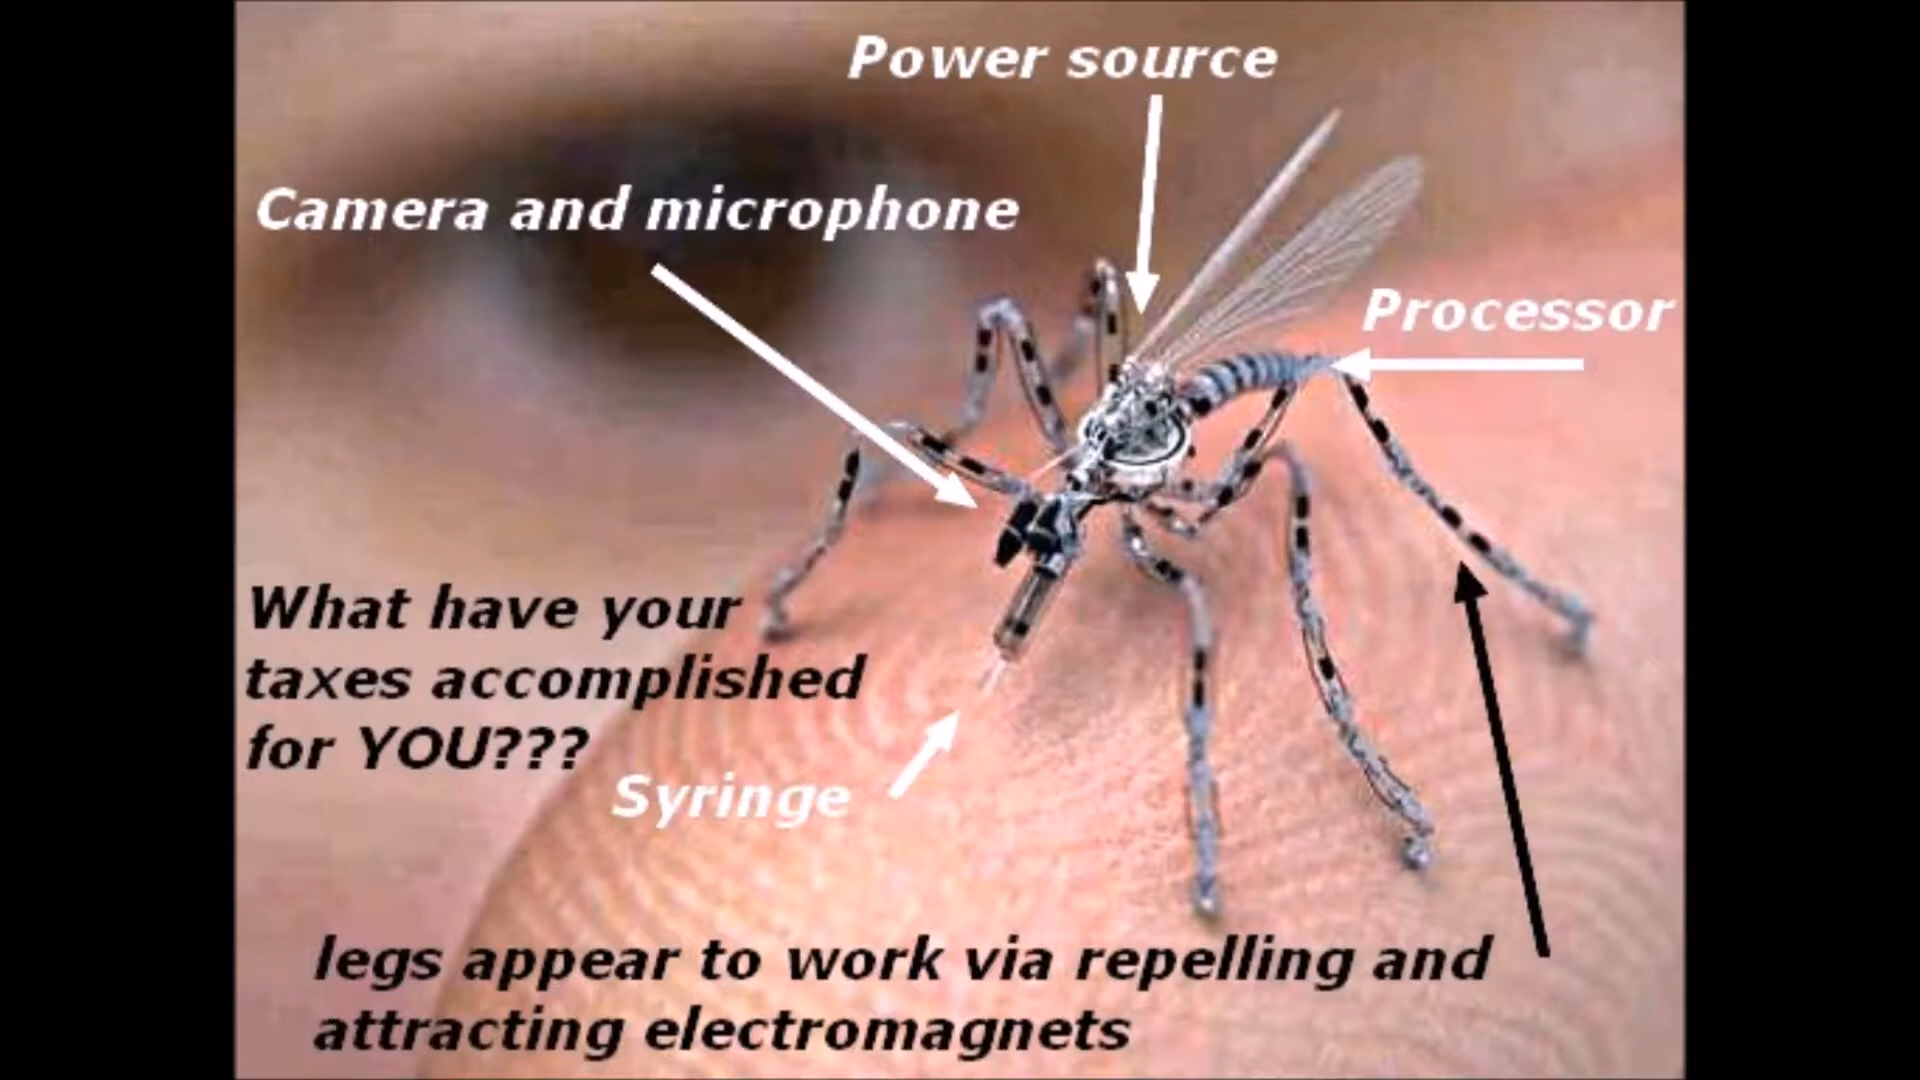 Power source
Camera and microphone
Processor
What have your
taxes accomplished
for YOU???
Syringe
legs appear to work via repelling and
attracting electromagnets